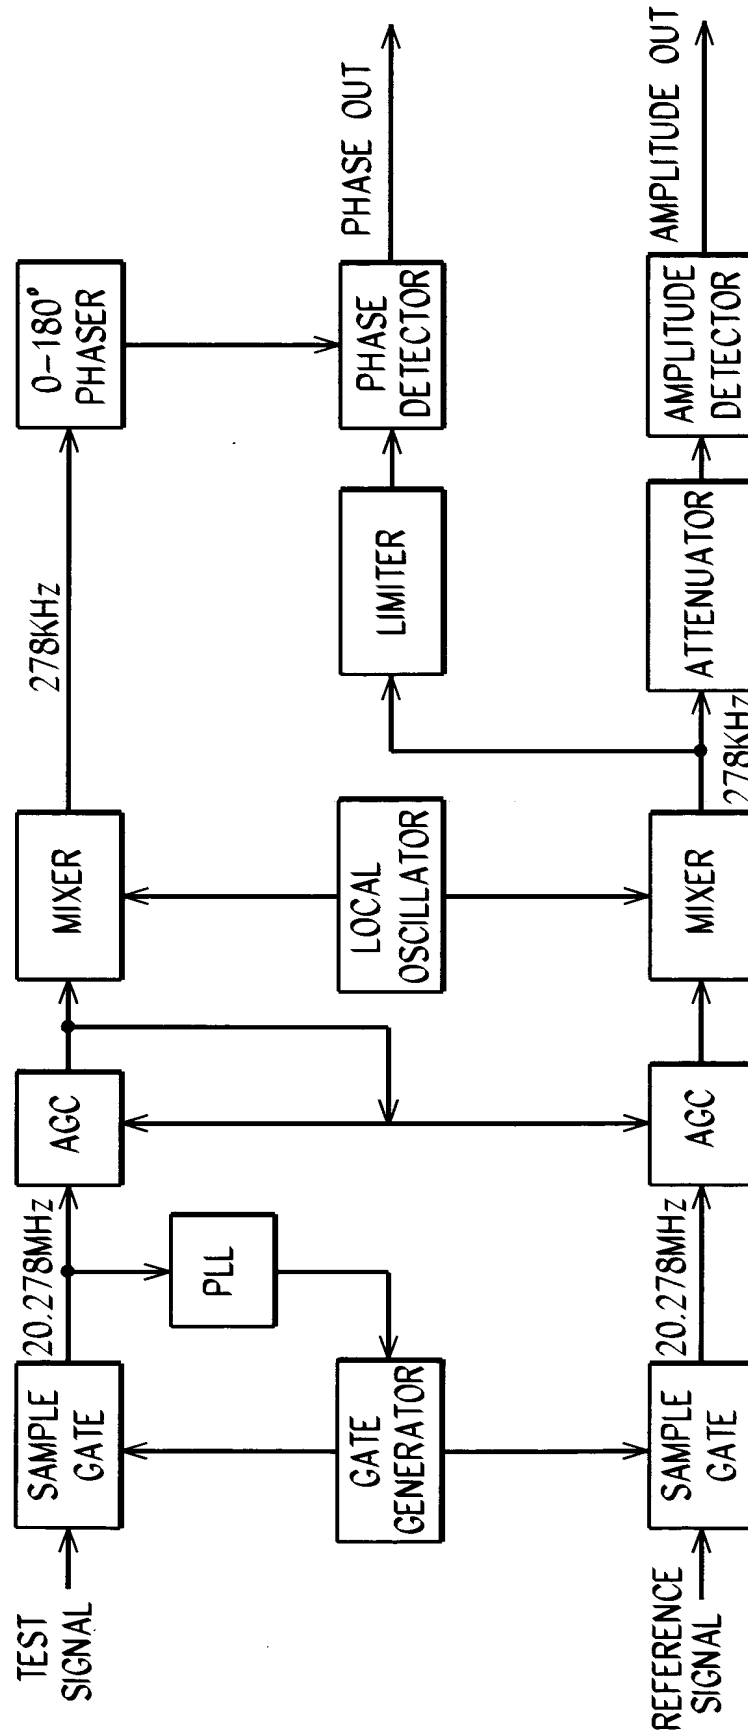 TEST
SIGNAL
SAMPLE
GATE
20.278MHz
AGC
MIXER
278KHz
0-180°
PHASER
PLL
GATE
GENERATOR
LOCAL
OSCILLATOR
LIMITER
PHASE
DETECTOR
PHASE OUT
REFERENCE
SIGNAL
SAMPLE
GATE
20.278MHz
AGC
MIXER
278KHz
ATTENUATOR
AMPLITUDE
DETECTOR
AMPLITUDE OUT